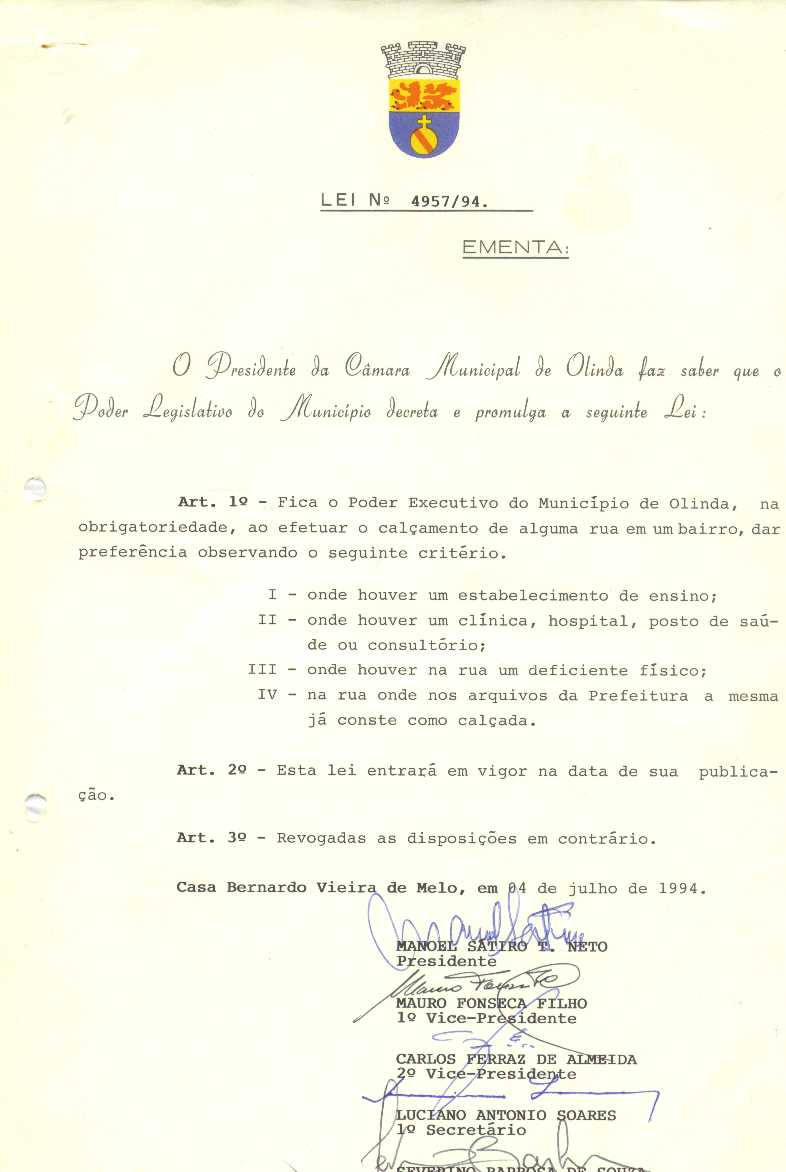 LEI Nº 4957/94.
EMENTA:
O Presidente da Câmara Municipal de Olinda faz saber que o
Poder Legislativo do Município decreta e promulga a seguinte Lei:
Art. 1º - Fica o Poder Executivo do Município de Olinda, na
obrigatoriedade, ao efetuar o calçamento de alguma rua em um bairro, dar
preferência observando o seguinte critério.
I - onde houver um estabelecimento de ensino;
II - onde houver um clínica, hospital, posto de saú-
de ou consultório;
III - onde houver na rua um deficiente físico;
IV - na rua onde nos arquivos da Prefeitura a mesma
já conste como calçada.
Art. 2º - Esta lei entrará em vigor na data de sua publica-
ção.
Art. 3º - Revogadas as disposições em contrário.
Casa Bernardo Vieira de Melo, em 04 de julho de 1994.
MANOEL SÁTIRO T. NETO
Presidente
MAURO FONSECA FILHO
1º Vice-Presidente
CARLOS FERRAZ DE ALMEIDA
2º Vice-Presidente
LUCIANO ANTONIO SOARES
1º Secretário
SEVERINO BARBOSA DE SOUZA